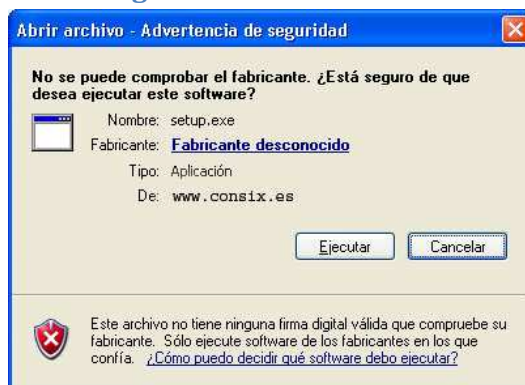 Abrir archivo - Advertencia de seguridad
No se puede comprobar el fabricante. ¿Está seguro de que
desea ejecutar este software?
Nombre: setup.exe
Fabricante: Fabricante desconocido
Tipo: Aplicación
De: www.consix.es
Ejecutar Cancelar
Este archivo no tiene ninguna firma digital válida que compruebe su
fabricante. Sólo ejecute software de los fabricantes en los que
confía. ¿Cómo puedo decidir qué software debo ejecutar?